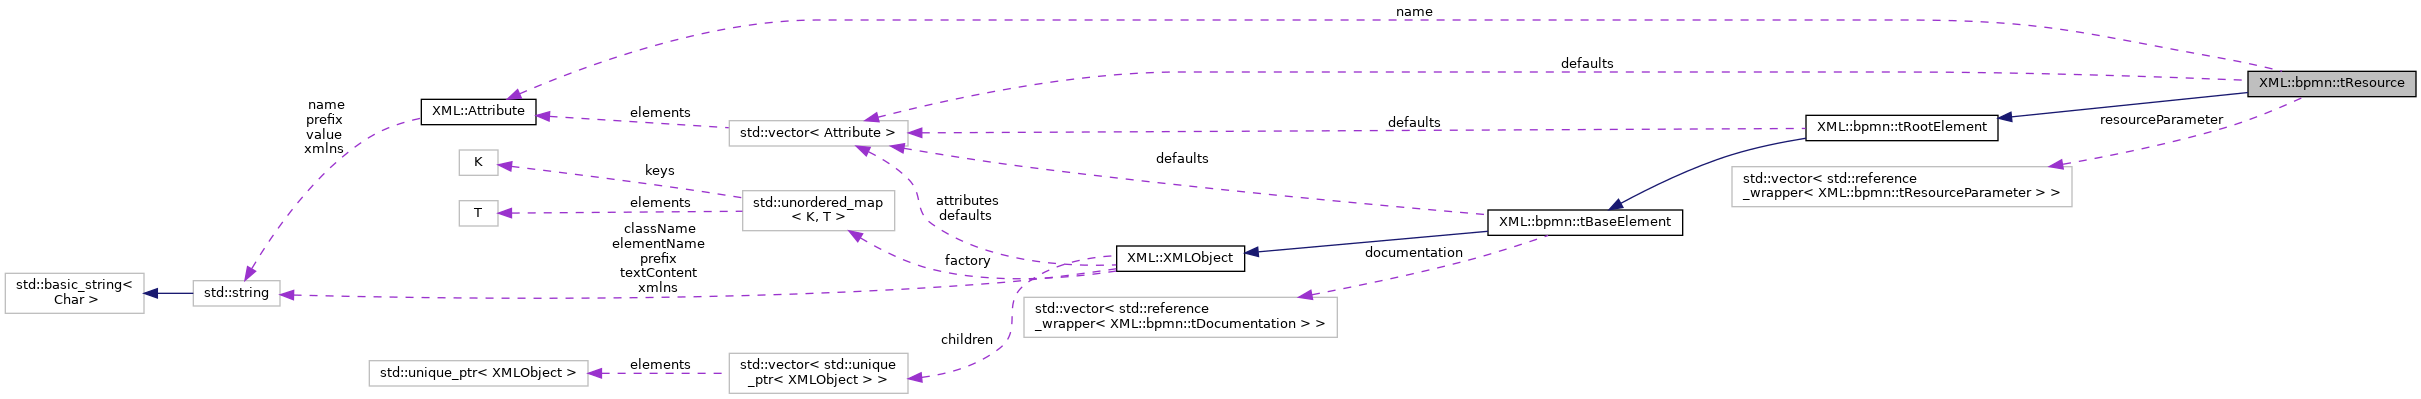 name
defaults
XML::bpmn::tResource
name
prefix
value
xmlns
XML::Attribute
elements
std::vector< Attribute >
defaults
XML::bpmn::tRootElement
resourceParameter
K
keys
defaults
std::vector< std::reference
_wrapper< XML::bpmn::tResourceParameter > >
T
elements
std::unordered_map
< K, T >
attributes
defaults
XML::bpmn::tBaseElement
className
elementName
prefix
textContent
xmlns
factory
XML::XMLObject
documentation
std::basic_string<
Char >
std::string
std::vector< std::reference
_wrapper< XML::bpmn::tDocumentation > >
children
std::unique_ptr< XMLObject >
elements
std::vector< std::unique
_ptr< XMLObject > >